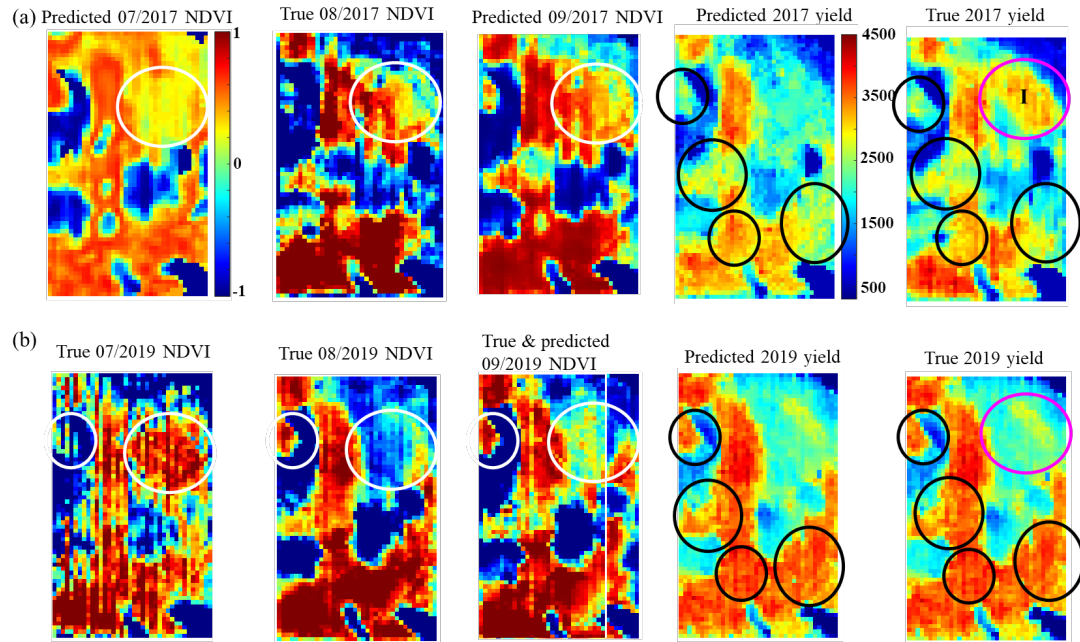 (a)
Predicted 07/2017 NDVI
True 08/2017 NDVI
Predicted 09/2017 NDVI
Predicted 2017 yield
True 2017 yield
1
0
-1
4500
3500
2500
1500
500
I
(b)
True 07/2019 NDVI
True 08/2019 NDVI
True & predicted
09/2019 NDVI
Predicted 2019 yield
True 2019 yield